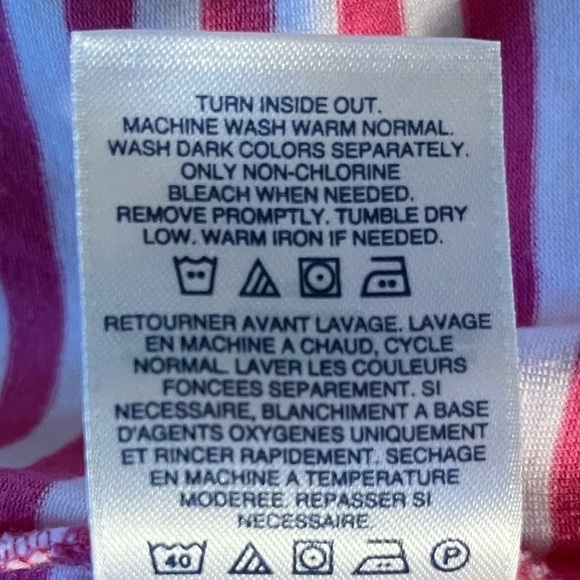 TURN INSIDE OUT.
MACHINE WASH WARM NORMAL.
WASH DARK COLORS SEPARATELY.
ONLY NON-CHLORINE
BLEACH WHEN NEEDED.
REMOVE PROMPTLY. TUMBLE DRY
LOW. WARM IRON IF NEEDED.
RETOURNER AVANT LAVAGE. LAVAGE
EN MACHINE A CHAUD, CYCLE
NORMAL. LAVER LES COULEURS
FONCEES SEPAREMENT. SI
NECESSAIRE, BLANCHIMENT A BASE
D'AGENTS OXYGENES UNIQUEMENT
ET RINCER RAPIDEMENT. SECHAGE
EN MACHINE A TEMPERATURE
MODEREE. REPASSER SI
NECESSAIRE.
40 P